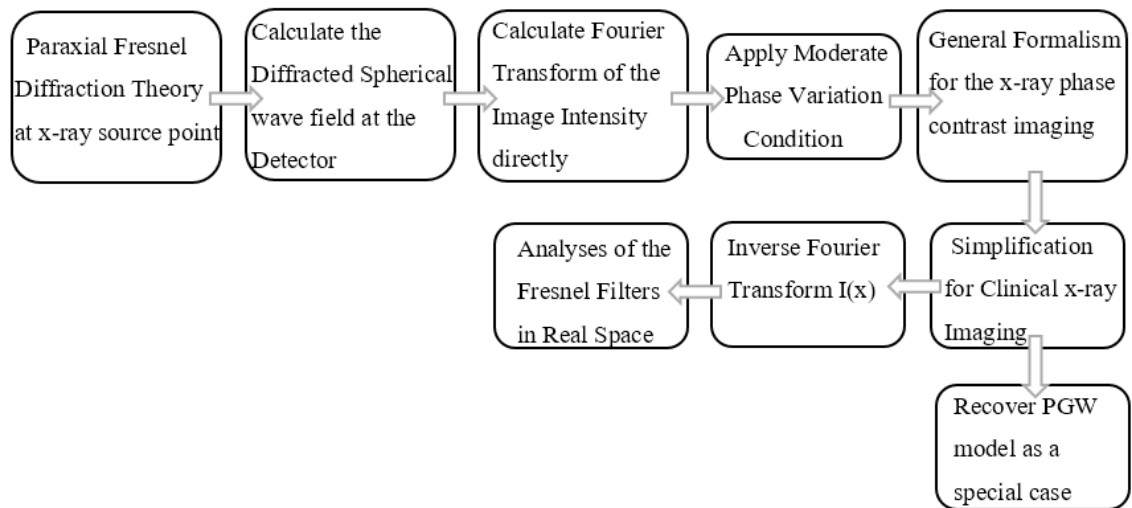 Paraxial Fresnel
Diffraction Theory
at x-ray source point
Calculate the
Diffracted Spherical
wave field at the
Detector
Calculate Fourier
Transform of the
Image Intensity
directly
Apply Moderate
Phase Variation
Condition
General Formalism
for the x-ray phase
contrast imaging
Simplification
for Clinical x-ray
Imaging
Inverse Fourier
Transform I(x)
Analyses of the
Fresnel Filters
in Real Space
Recover PGW
model as a
special case